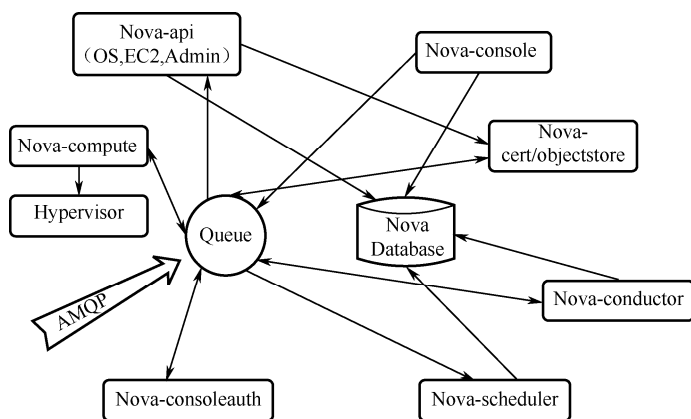 Nova-api
（OS,EC2,Admin）
Nova-console
Nova-
cert/objectstore
Nova-compute
Hypervisor
Queue
Nova
Database
AMQP
Nova-conductor
Nova-consoleauth
Nova-scheduler